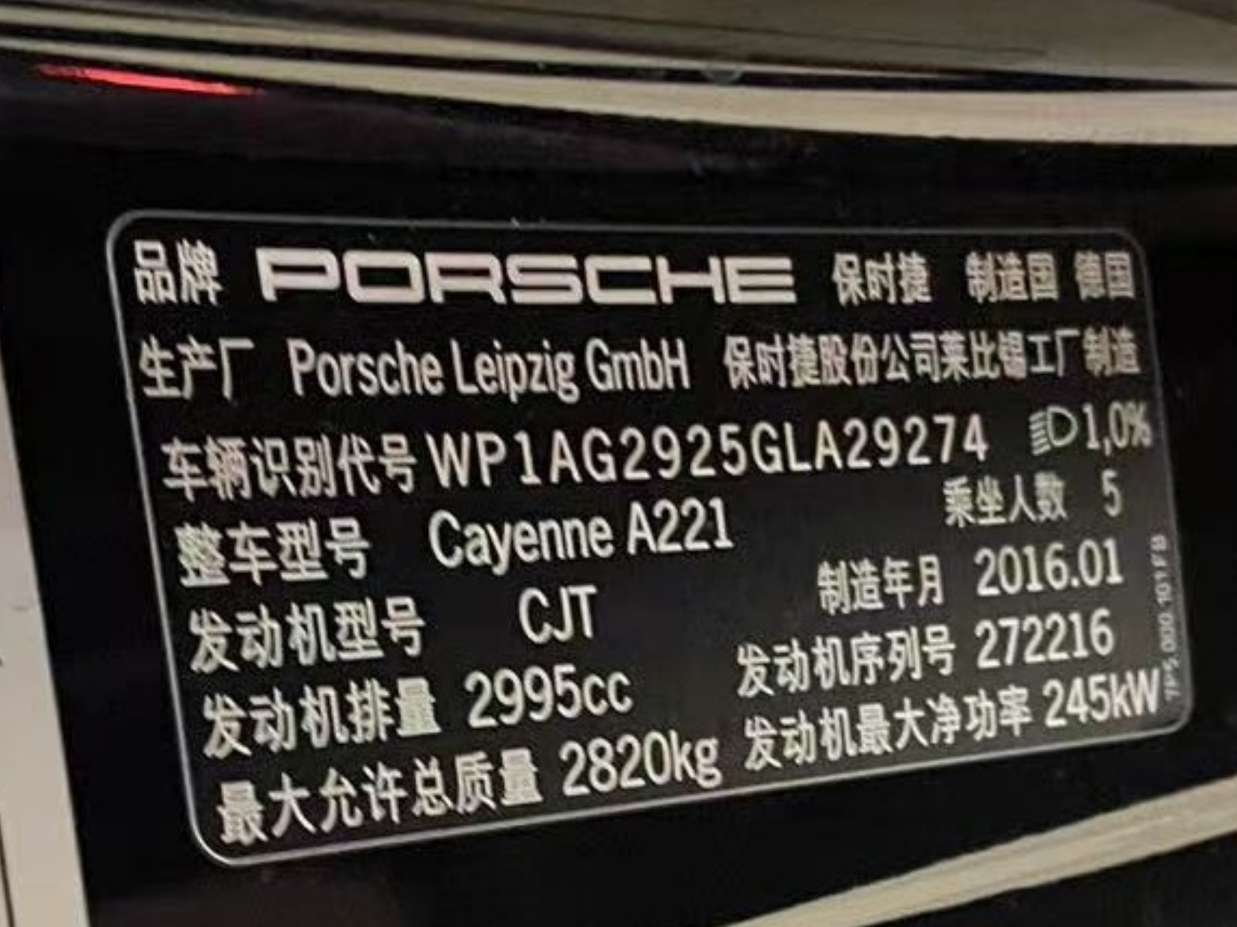 品牌 PORSCHE 保时捷 制造国 德国
生产厂 Porsche Leipzig GmbH 保时捷股份公司莱比锡工厂制造
车辆识别代号 WP1AG2925GLA29274 1,0%
整车型号 Cayenne A221 乘坐人数 5
发动机型号 CJT 制造年月 2016.01
发动机排量 2995cc 发动机序列号 272216
最大允许总质量 2820kg 发动机最大净功率 245kW
7P5.000.101.FB